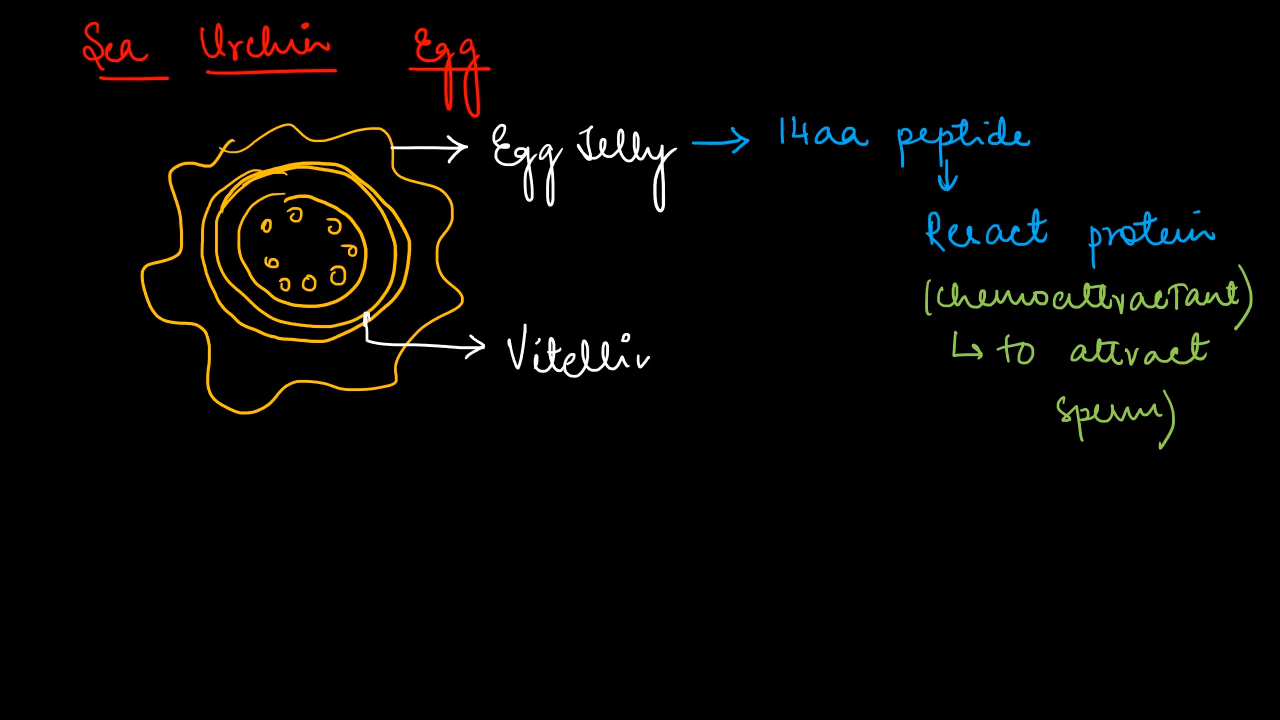 Sea Urchin Egg
Egg Jelly → 14aa peptide
↓
Resact protein
(chemoattractant)
↳ to attract
sperm)
Vitellin